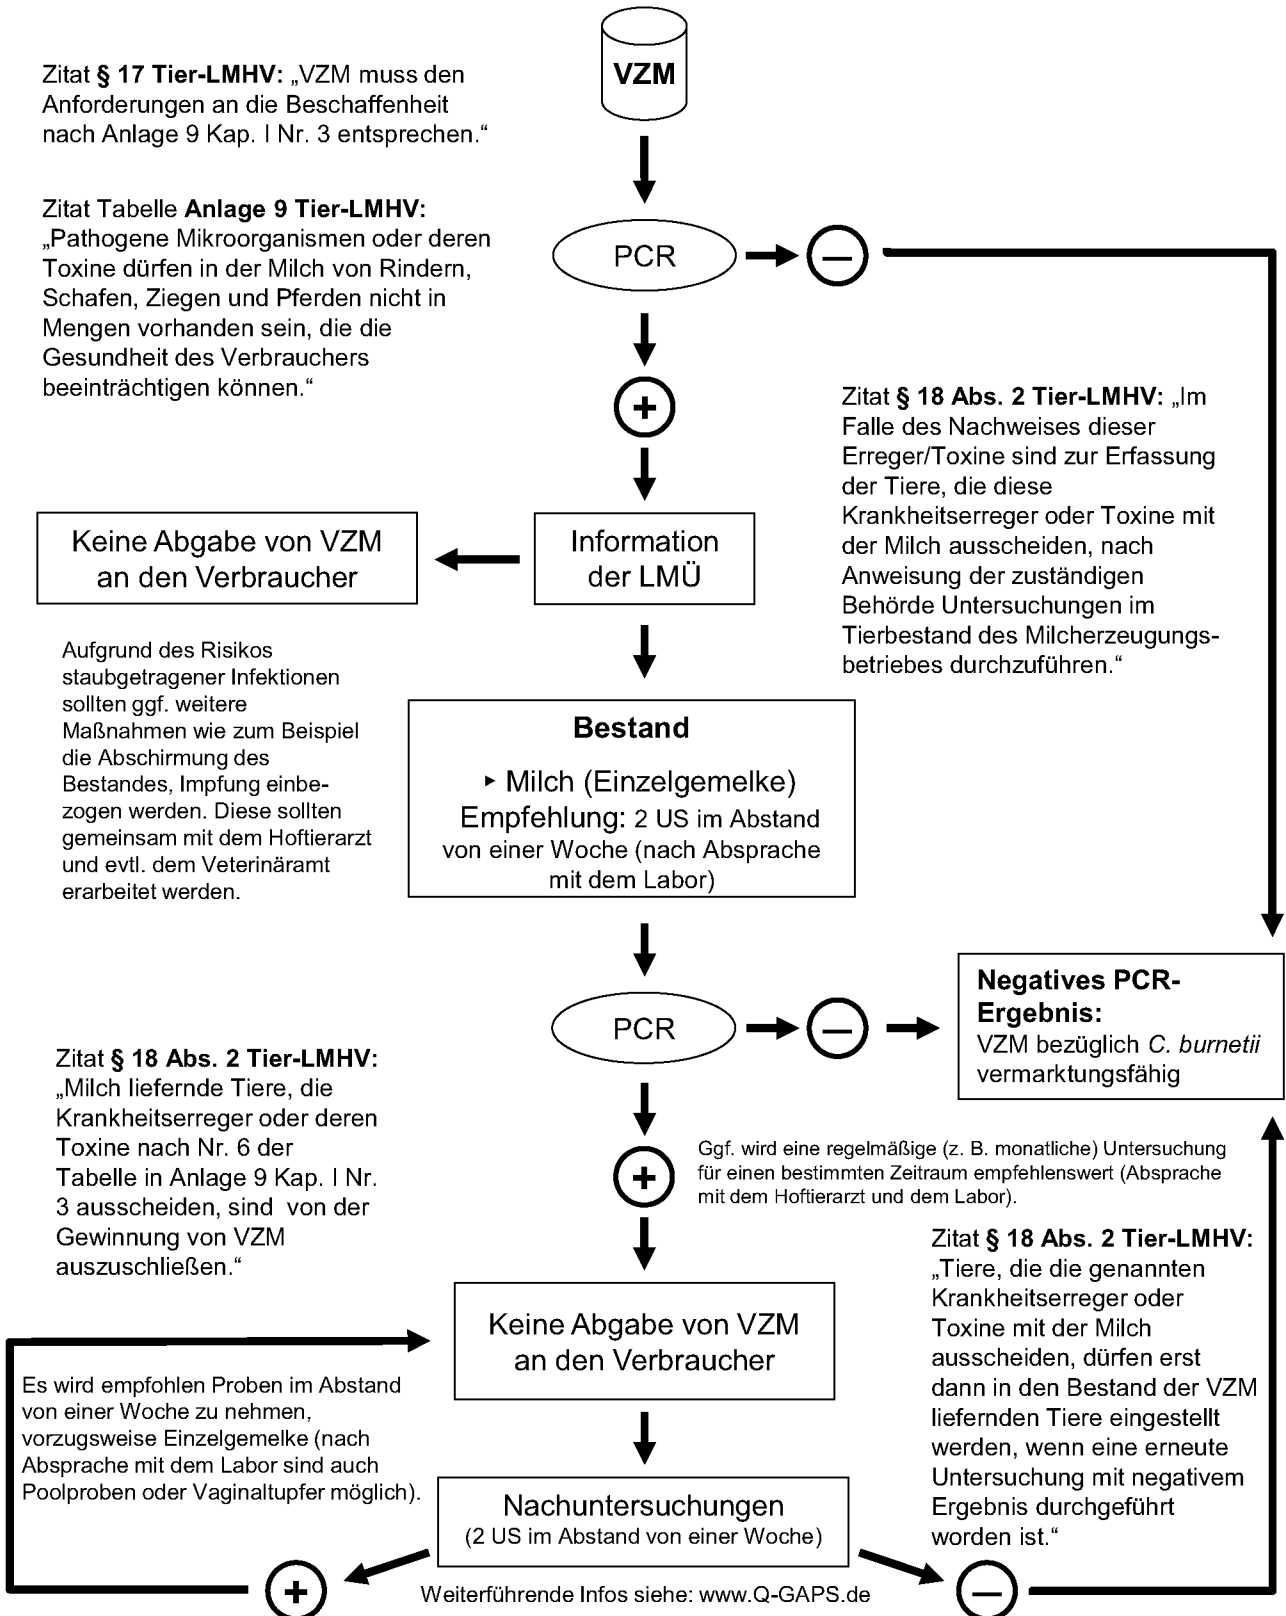 VZM
Zitat § 17 Tier-LMHV: „VZM muss den
Anforderungen an die Beschaffenheit
nach Anlage 9 Kap. I Nr. 3 entsprechen.“
Zitat Tabelle Anlage 9 Tier-LMHV:
„Pathogene Mikroorganismen oder deren
Toxine dürfen in der Milch von Rindern,
Schafen, Ziegen und Pferden nicht in
Mengen vorhanden sein, die die
Gesundheit des Verbrauchers
beeinträchtigen können.“
PCR
–
+
Zitat § 18 Abs. 2 Tier-LMHV: „Im
Falle des Nachweises dieser
Erreger/Toxine sind zur Erfassung
der Tiere, die diese
Krankheitserreger oder Toxine mit
der Milch ausscheiden, nach
Anweisung der zuständigen
Behörde Untersuchungen im
Tierbestand des Milcherzeugungs-
betriebes durchzuführen.“
Keine Abgabe von VZM
an den Verbraucher
Information
der LMÜ
Aufgrund des Risikos
staubgetragener Infektionen
sollten ggf. weitere
Maßnahmen wie zum Beispiel
die Abschirmung des
Bestandes, Impfung einbe-
zogen werden. Diese sollten
gemeinsam mit dem Hoftierarzt
und evtl. dem Veterinäramt
erarbeitet werden.
Bestand
‣ Milch (Einzelgemelke)
Empfehlung: 2 US im Abstand
von einer Woche (nach Absprache
mit dem Labor)
PCR
–
Negatives PCR-
Ergebnis:
VZM bezüglich C. burnetii
vermarktungsfähig
Zitat § 18 Abs. 2 Tier-LMHV:
„Milch liefernde Tiere, die
Krankheitserreger oder deren
Toxine nach Nr. 6 der
Tabelle in Anlage 9 Kap. I Nr.
3 ausscheiden, sind von der
Gewinnung von VZM
auszuschließen.“
+
Ggf. wird eine regelmäßige (z. B. monatliche) Untersuchung
für einen bestimmten Zeitraum empfehlenswert (Absprache
mit dem Hoftierarzt und dem Labor).
Zitat § 18 Abs. 2 Tier-LMHV:
„Tiere, die die genannten
Krankheitserreger oder
Toxine mit der Milch
ausscheiden, dürfen erst
dann in den Bestand der VZM
liefernden Tiere eingestellt
werden, wenn eine erneute
Untersuchung mit negativem
Ergebnis durchgeführt
worden ist.“
Keine Abgabe von VZM
an den Verbraucher
Es wird empfohlen Proben im Abstand
von einer Woche zu nehmen,
vorzugsweise Einzelgemelke (nach
Absprache mit dem Labor sind auch
Poolproben oder Vaginaltupfer möglich).
Nachuntersuchungen
(2 US im Abstand von einer Woche)
+
–
Weiterführende Infos siehe: www.Q-GAPS.de